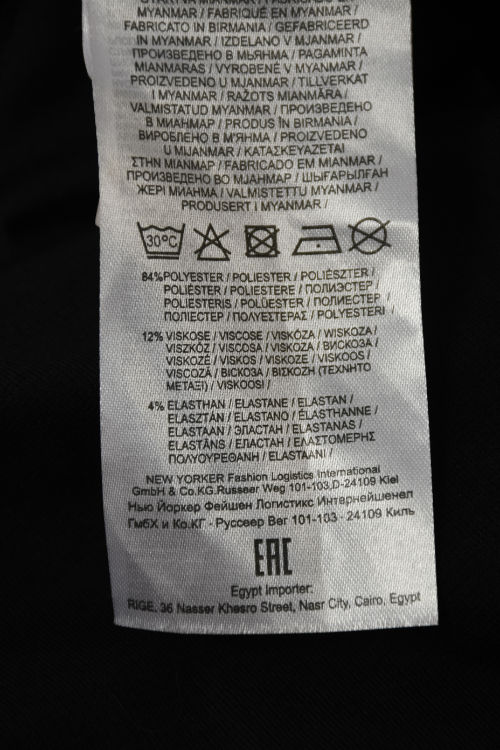 MYANMAR / FABRIQUÉ EN MYANMAR /
FABRICATO IN BIRMANIA / GEFABRICEERD
IN MYANMAR / IZDELANO V MJANMAR /
ПРОИЗВЕДЕНО В МЬЯНМА / PAGAMINTA
MIANMARAS / VYROBENÉ V MYANMAR /
PROIZVEDENO U MJANMAR / TILLVERKAT
I MYANMAR / RAŽOTS MIANMĀRA /
VALMISTATUD MYANMAR / ПРОИЗВЕДЕНО
В МИАНМАР / PRODUS ÎN BIRMANIA /
ВИРОБЛЕНО В М'ЯНМА / PROIZVEDENO
U MIJANMAR / ΚΑΤΑΣΚΕΥΑΖΕΤΑΙ
ΣΤΗΝ ΜΙΑΝΜΑΡ / FABRICADO EM MIANMAR /
ПРОИЗВЕДЕНО ВО МЈАНМАР / ШЫҒАРЫЛҒАН
ЖЕРІ МИАНМА / VALMISTETTU MYANMAR /
PRODUSERT I MYANMAR /
30°C
84% POLYESTER / POLIESTER / POLIÉSZTER /
POLIÉSTER / POLIESTERE / ПОЛИЭСТЕР /
POLIESTERIS / POLÜESTER / ПОЛИЕСТЕР /
ПОЛІЕСТЕР / ΠΟΛΥΕΣΤΕΡΑΣ / POLYESTERI /
12% VISKOSE / VISCOSE / VISKÓZA / WISKOZA /
VISZKÓZ / VISCOSA / VISKOZA / ВИСКОЗА /
VISKOZĖ / VISKOS / VISKOZE / VISKOOS /
VISCOZĂ / ВІСКОЗА / ΒΙΣΚΟΖΗ (ΤΕΧΝΗΤΟ
ΜΕΤΑΞΙ) / VISKOOSI /
4% ELASTHAN / ELASTANE / ELASTAN /
ELASZTÁN / ELASTANO / ÉLASTHANNE /
ELASTAAN / ЭЛАСТАН / ELASTANAS /
ELASTĀNS / ЕЛАСТАН / ΕΛΑΣΤΟΜΕΡΗΣ
ΠΟΛΥΟΥΡΕΘΑΝΗ / ELASTAANI /
NEW YORKER Fashion Logistics International
GmbH & Co.KG.Russeer Weg 101-103,D-24109 Kiel
Нью Йоркер Фейшен Логистикс Интернейшенел
ГмбХ и Ко.КГ - Руссеер Вег 101-103 - 24109 Киль
EAC
Egypt Importer:
RIGE. 36 Nasser Khesro Street, Nasr City, Cairo, Egypt